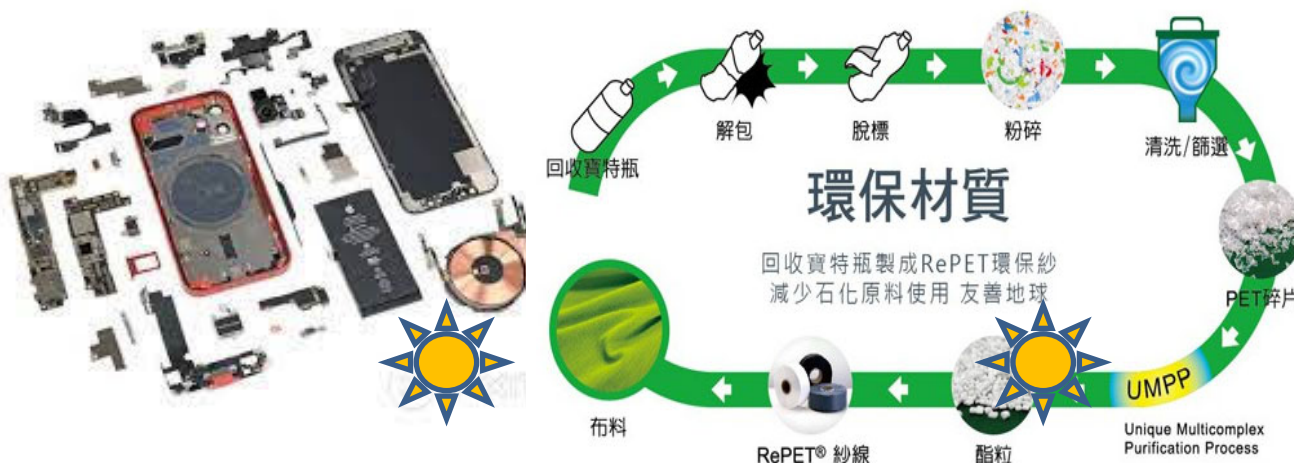 解包
脫標
粉碎
清洗/篩選
回收寶特瓶
環保材質
回收寶特瓶製成RePET環保紗
減少石化原料使用 友善地球
PET碎片
UMPP
Unique Multicomplex
Purification Process
酯粒
RePET® 紗線
布料